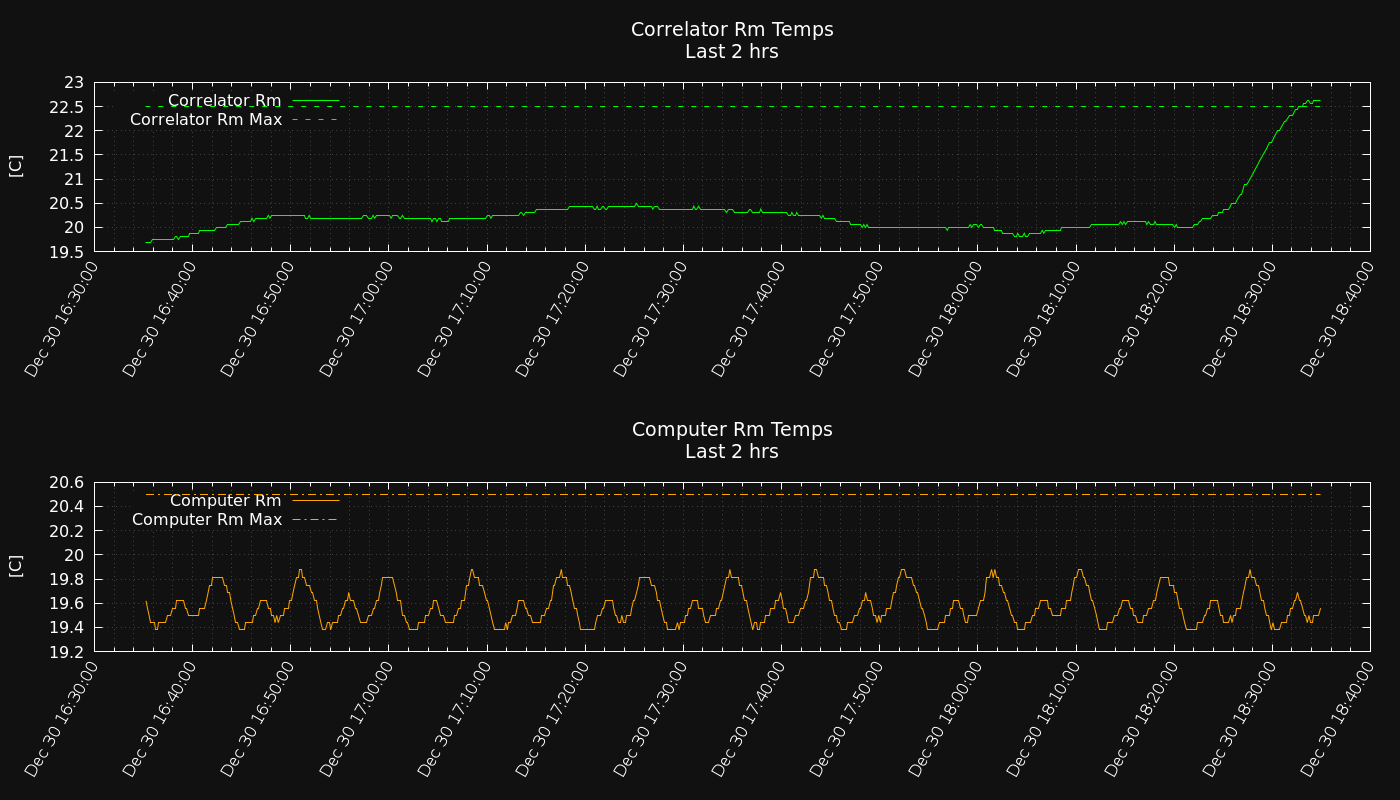 Correlator Rm Temps
Last 2 hrs
23
22.5
22
21.5
21
20.5
20
19.5
[C]
Correlator Rm
Correlator Rm Max
Dec 30 16:30:00
Dec 30 16:40:00
Dec 30 16:50:00
Dec 30 17:00:00
Dec 30 17:10:00
Dec 30 17:20:00
Dec 30 17:30:00
Dec 30 17:40:00
Dec 30 17:50:00
Dec 30 18:00:00
Dec 30 18:10:00
Dec 30 18:20:00
Dec 30 18:30:00
Dec 30 18:40:00
Computer Rm Temps
Last 2 hrs
20.6
20.4
20.2
20
19.8
19.6
19.4
19.2
[C]
Computer Rm
Computer Rm Max
Dec 30 16:30:00
Dec 30 16:40:00
Dec 30 16:50:00
Dec 30 17:00:00
Dec 30 17:10:00
Dec 30 17:20:00
Dec 30 17:30:00
Dec 30 17:40:00
Dec 30 17:50:00
Dec 30 18:00:00
Dec 30 18:10:00
Dec 30 18:20:00
Dec 30 18:30:00
Dec 30 18:40:00